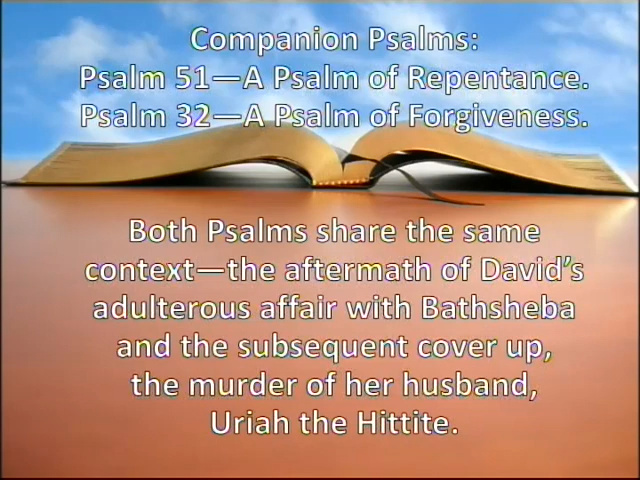 Companion Psalms:
Psalm 51—A Psalm of Repentance.
Psalm 32—A Psalm of Forgiveness.
Both Psalms share the same
context—the aftermath of David's
adulterous affair with Bathsheba
and the subsequent cover up,
the murder of her husband,
Uriah the Hittite.